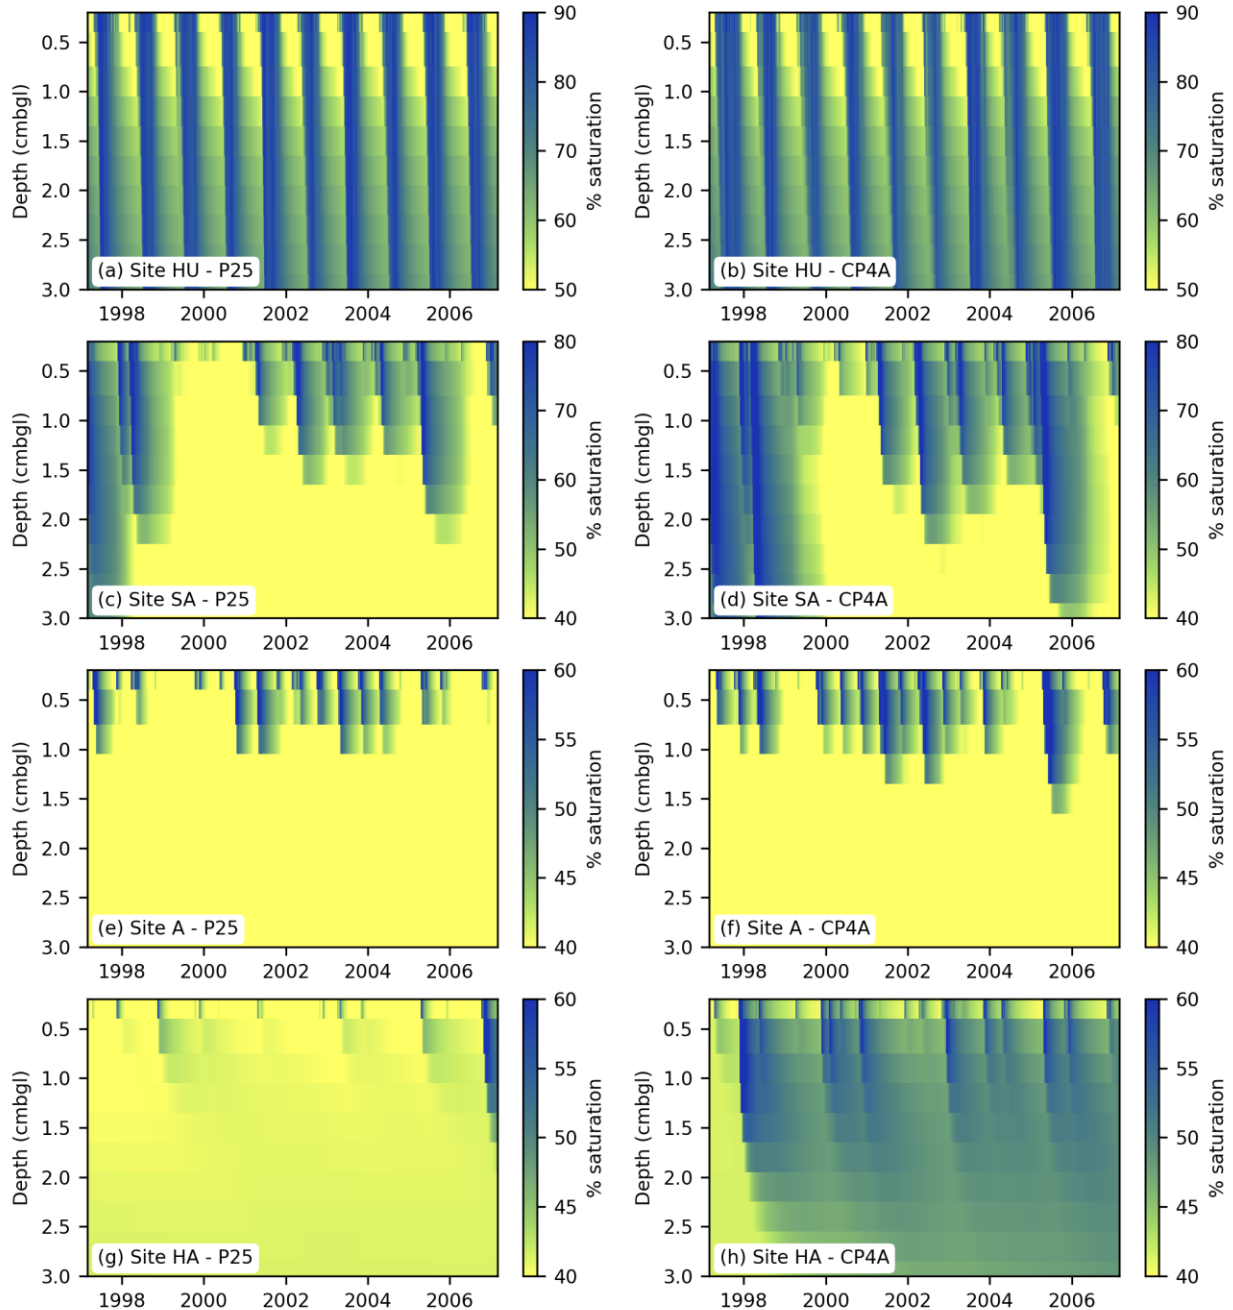 90
0.5
80
1.0
1.5
70
2.0
60
2.5
3.0
50
Depth (cmbgl)
% saturation
(a) Site HU - P25
1998 2000 2002 2004 2006
90
0.5
80
1.0
1.5
70
2.0
60
2.5
3.0
50
Depth (cmbgl)
% saturation
(b) Site HU - CP4A
1998 2000 2002 2004 2006
80
0.5
70
1.0
1.5
60
2.0
50
2.5
3.0
40
Depth (cmbgl)
% saturation
(c) Site SA - P25
1998 2000 2002 2004 2006
80
0.5
70
1.0
1.5
60
2.0
50
2.5
3.0
40
Depth (cmbgl)
% saturation
(d) Site SA - CP4A
1998 2000 2002 2004 2006
60
0.5
55
1.0
1.5
50
2.0
45
2.5
3.0
40
Depth (cmbgl)
% saturation
(e) Site A - P25
1998 2000 2002 2004 2006
60
0.5
55
1.0
1.5
50
2.0
45
2.5
3.0
40
Depth (cmbgl)
% saturation
(f) Site A - CP4A
1998 2000 2002 2004 2006
60
0.5
55
1.0
1.5
50
2.0
45
2.5
3.0
40
Depth (cmbgl)
% saturation
(g) Site HA - P25
1998 2000 2002 2004 2006
60
0.5
55
1.0
1.5
50
2.0
45
2.5
3.0
40
Depth (cmbgl)
% saturation
(h) Site HA - CP4A
1998 2000 2002 2004 2006